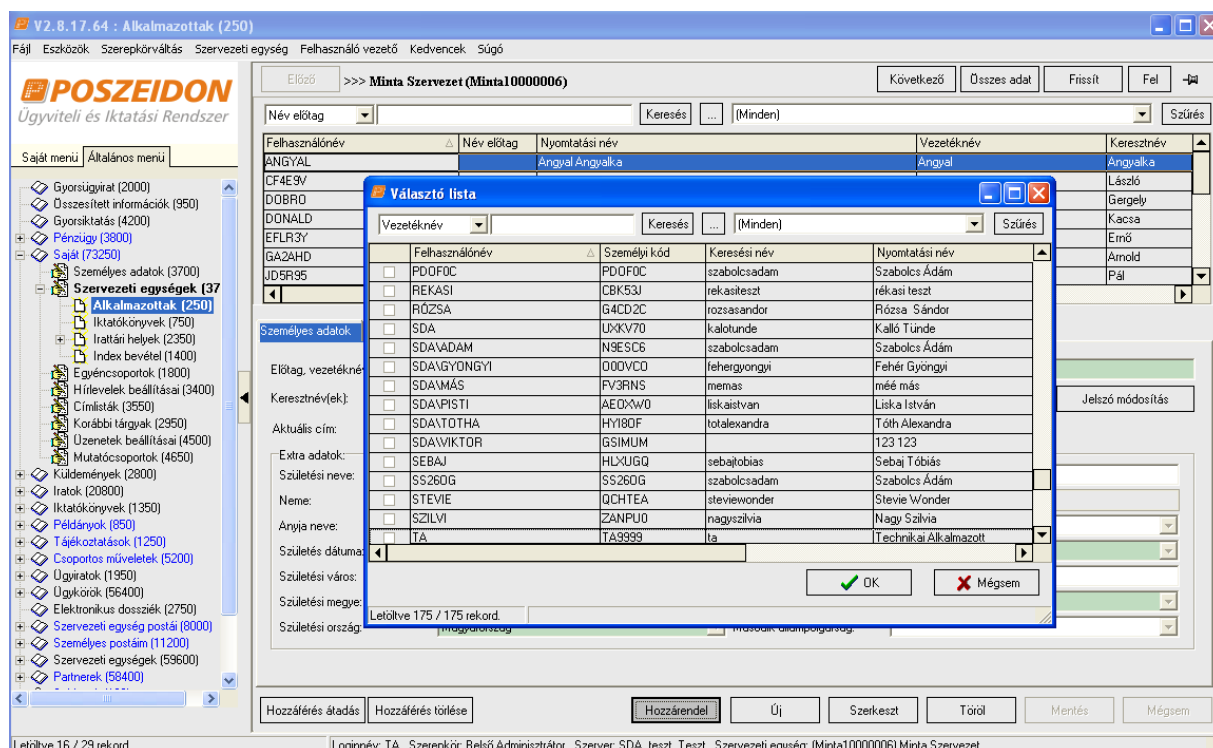 V2.8.17.64 : Alkalmazottak (250)
Fájl Eszközök Szerepkörváltás Szervezeti egység Felhasználó vezető Kedvencek Súgó
POSZEIDON
Ügyviteli és Iktatási Rendszer
Előző >>> Minta Szervezet (Minta10000006) Következő Összes adat Frissít Fel
Név előtag Keresés ... (Minden) Szűrés
Saját menü Általános menü
Felhasználónév Név előtag Nyomtatási név Vezetéknév Keresztnév
ANGYAL Angyal Angyalka Angyal Angyalka
CF4E9V László
DOBRO Gergely
DONALD Kacsa
EFLR3Y Ernő
GA2AHD Arnold
JD5R95 Pál
Gyorsügyirat (2000)
Összesített információk (950)
Gyorsiktatás (4200)
Pénzügy (3800)
Saját (73250)
Személyes adatok (3700)
Szervezeti egységek (37
Alkalmazottak (250)
Iktatókönyvek (750)
Irattári helyek (2350)
Index bevétel (1400)
Egyéncsoportok (1800)
Hírlevelek beállításai (3400)
Címlisták (3550)
Korábbi tárgyak (2950)
Üzenetek beállításai (4500)
Mutatócsoportok (4650)
Küldemények (2800)
Iratok (20800)
Iktatókönyvek (1350)
Példányok (850)
Tájékoztatások (1250)
Csoportos műveletek (5200)
Ügyiratok (1950)
Ügykörök (56400)
Elektronikus dossziék (2750)
Szervezeti egység postái (8000)
Személyes postáim (11200)
Szervezeti egységek (59600)
Partnerek (58400)
Választó lista
Vezetéknév Keresés ... (Minden) Szűrés
Felhasználónév Személyi kód Keresési név Nyomtatási név
PDOF0C PDOF0C szabolcsadam Szabolcs Ádám
REKASI CBK53J rekasiteszt rékasi teszt
RÓZSA G4CD2C rozsasandor Rózsa Sándor
SDA UXKV70 kalotunde Kalló Tünde
SDA\ADAM N9ESC6 szabolcsadam Szabolcs Ádám
SDA\GYONGYI O0OVCO fehergyongyi Fehér Gyöngyi
SDA\MÁS FV3RNS memas méé más
SDA\PISTI AEOXW0 liskaistvan Liska István
SDA\TOTHA HYI8OF totalexandra Tóth Alexandra
SDA\VIKTOR GSIMUM 123 123
SEBAJ HLXUGQ sebajtobias Sebaj Tóbiás
SS26OG SS26OG szabolcsadam Szabolcs Ádám
STEVIE QCHTEA steviewonder Stevie Wonder
SZILVI ZANPU0 nagyszilvia Nagy Szilvia
TA TA9999 ta Technikai Alkalmazott
OK Mégsem
Letöltve 175 / 175 rekord.
Személyes adatok
Előtag, vezetékné
Keresztnév(ek): Jelszó módosítás
Aktuális cím:
Extra adatok:
Születési neve:
Neme:
Anyja neve:
Születés dátuma:
Születési város:
Születési megye:
Születési ország: Magyarország Második állampolgárság:
Hozzáférés átadás Hozzáférés törlése Hozzárendel Új Szerkeszt Töröl Mentés Mégsem
Letöltve 16 / 29 rekord. Loginnév: TA Szerepkör: Belső Adminisztrátor Szerver: SDA_teszt_Teszt Szervezeti egység: (Minta10000006) Minta Szervezet